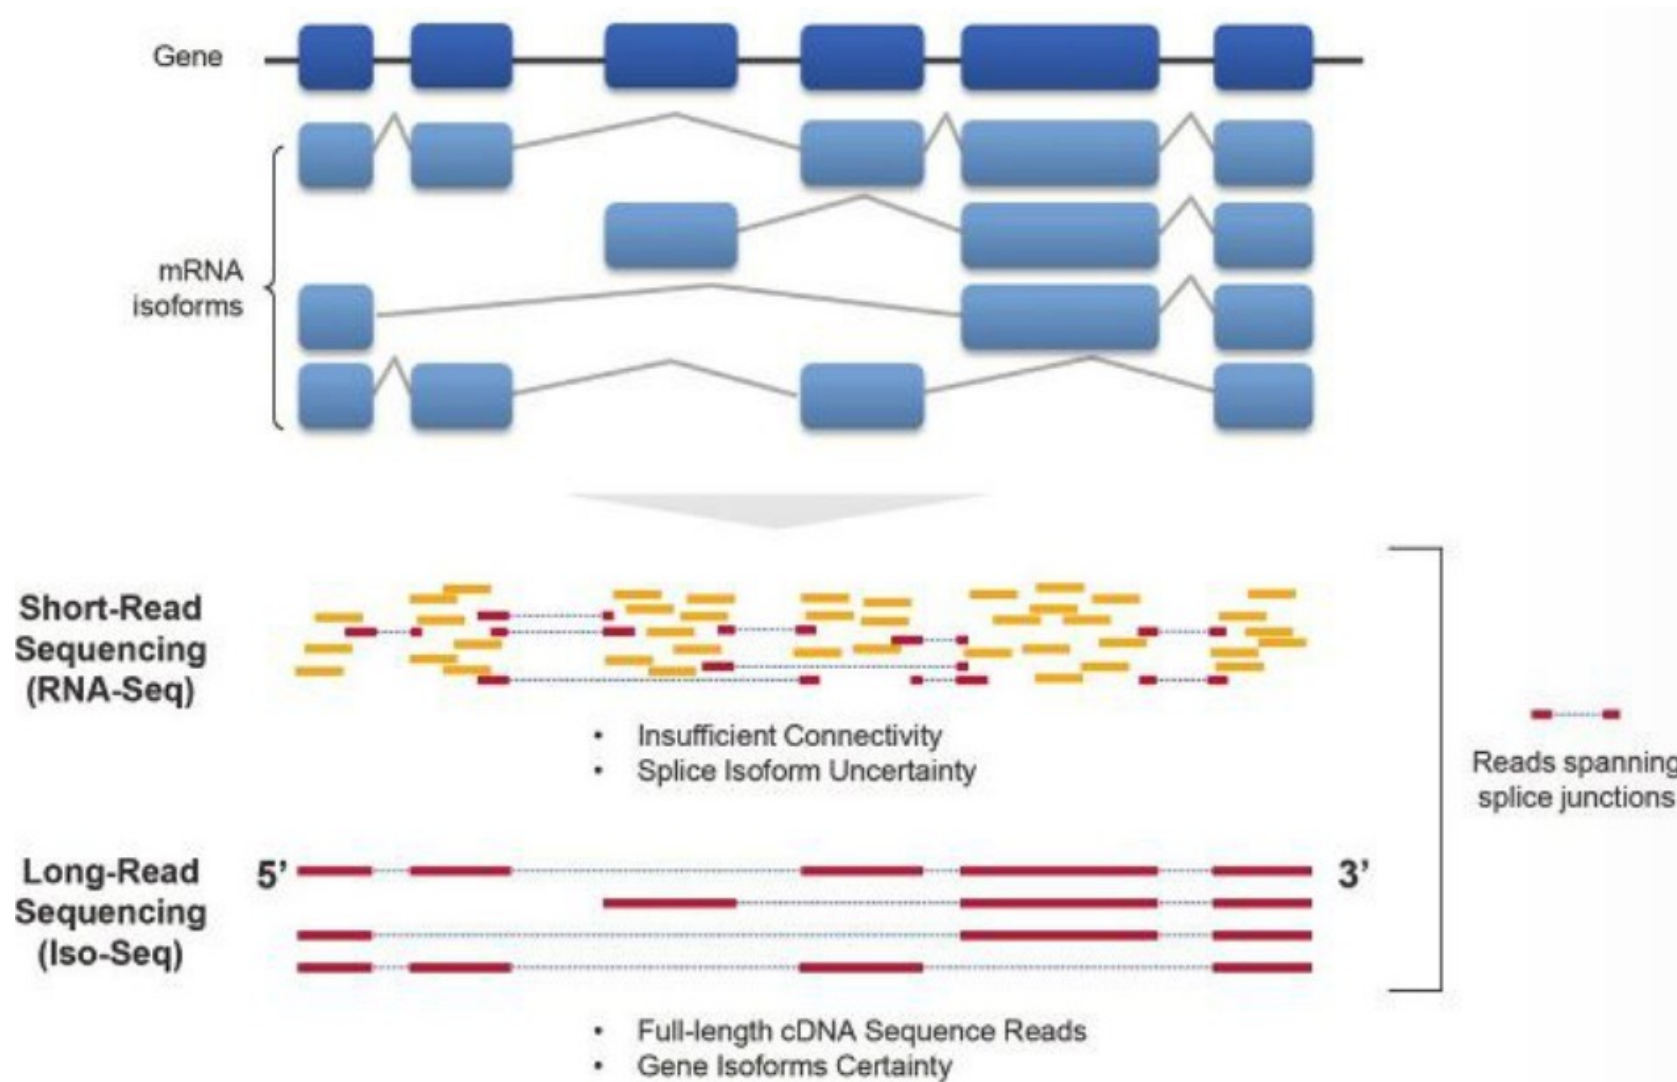 Gene
mRNA
isoforms
Short-Read
Sequencing
(RNA-Seq)
• Insufficient Connectivity
• Splice Isoform Uncertainty
Reads spanning
splice junctions
Long-Read
Sequencing
(Iso-Seq)
5’
3’
• Full-length cDNA Sequence Reads
• Gene Isoforms Certainty